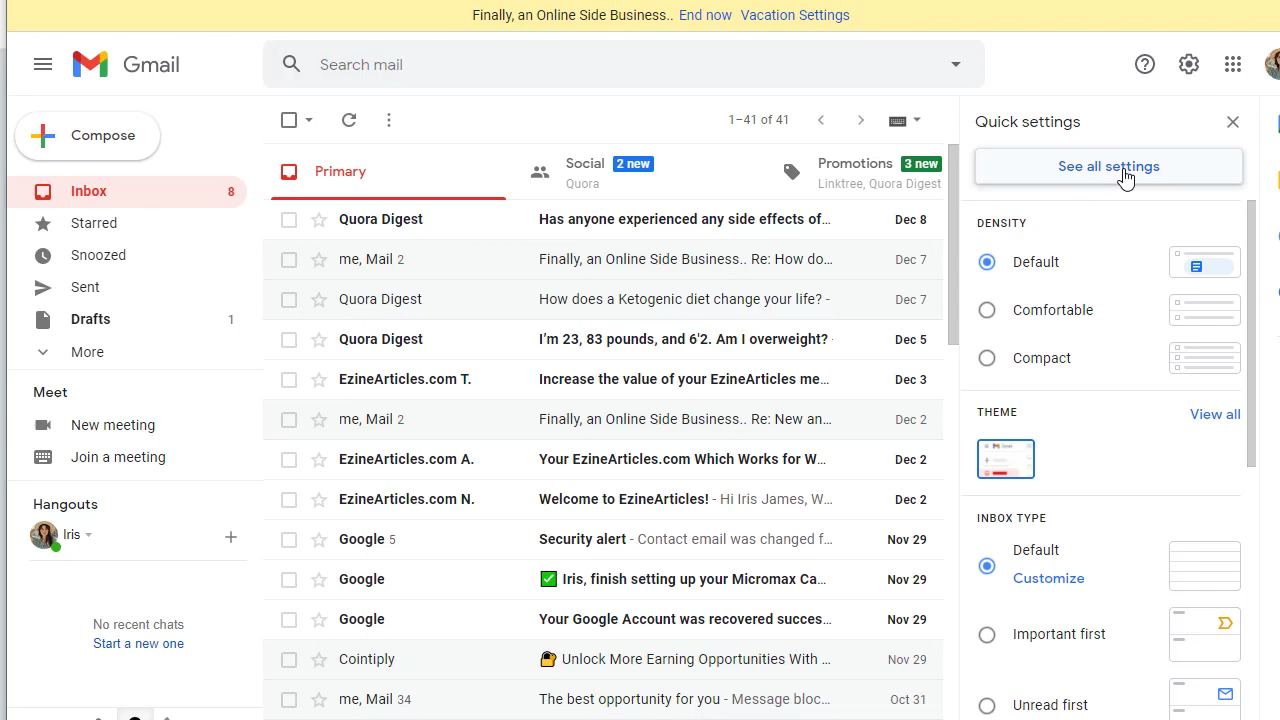 Finally, an Online Side Business.. End now Vacation Settings
Gmail
Search mail
Compose
1–41 of 41
Quick settings
See all settings
Primary
Social 2 new
Quora
Promotions 3 new
Linktree, Quora Digest
Inbox 8
Starred
Snoozed
Sent
Drafts 1
More
Meet
New meeting
Join a meeting
Hangouts
Iris
No recent chats
Start a new one
Quora Digest Has anyone experienced any side effects of… Dec 8
me, Mail 2 Finally, an Online Side Business.. Re: How do… Dec 7
Quora Digest How does a Ketogenic diet change your life? - Dec 7
Quora Digest I’m 23, 83 pounds, and 6'2. Am I overweight? Dec 5
EzineArticles.com T. Increase the value of your EzineArticles me… Dec 3
me, Mail 2 Finally, an Online Side Business.. Re: New an… Dec 2
EzineArticles.com A. Your EzineArticles.com Which Works for W… Dec 2
EzineArticles.com N. Welcome to EzineArticles! - Hi Iris James, W… Dec 2
Google 5 Security alert - Contact email was changed f… Nov 29
Google ✅ Iris, finish setting up your Micromax Ca… Nov 29
Google Your Google Account was recovered succes… Nov 29
Cointiply 🔒 Unlock More Earning Opportunities With … Nov 29
me, Mail 34 The best opportunity for you - Message bloc… Oct 31
DENSITY
Default
Comfortable
Compact
THEME View all
INBOX TYPE
Default
Customize
Important first
Unread first